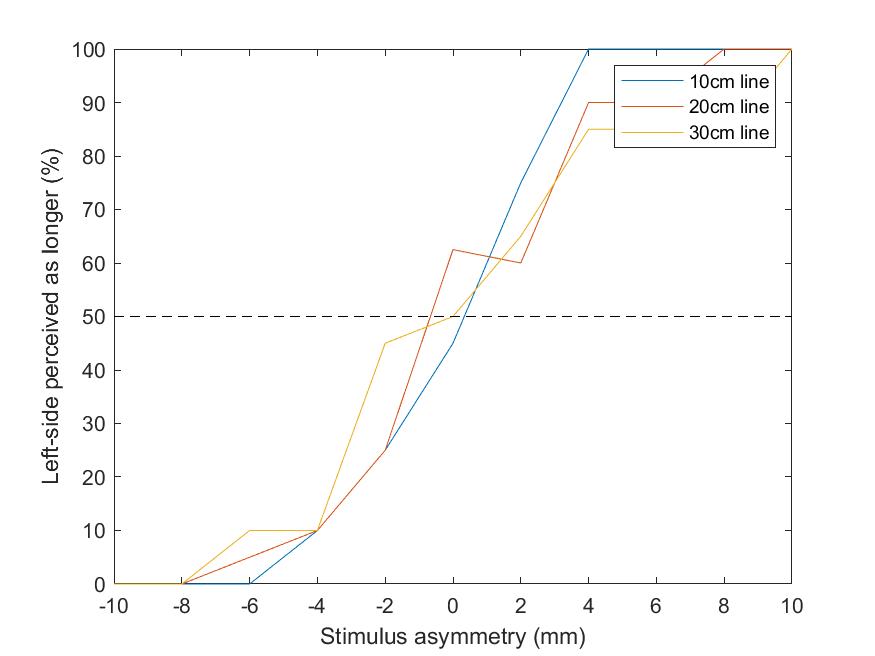 100
90
80
70
60
50
40
30
20
10
0
Left-side perceived as longer (%)
10cm line
20cm line
30cm line
-10 -8 -6 -4 -2 0 2 4 6 8 10
Stimulus asymmetry (mm)